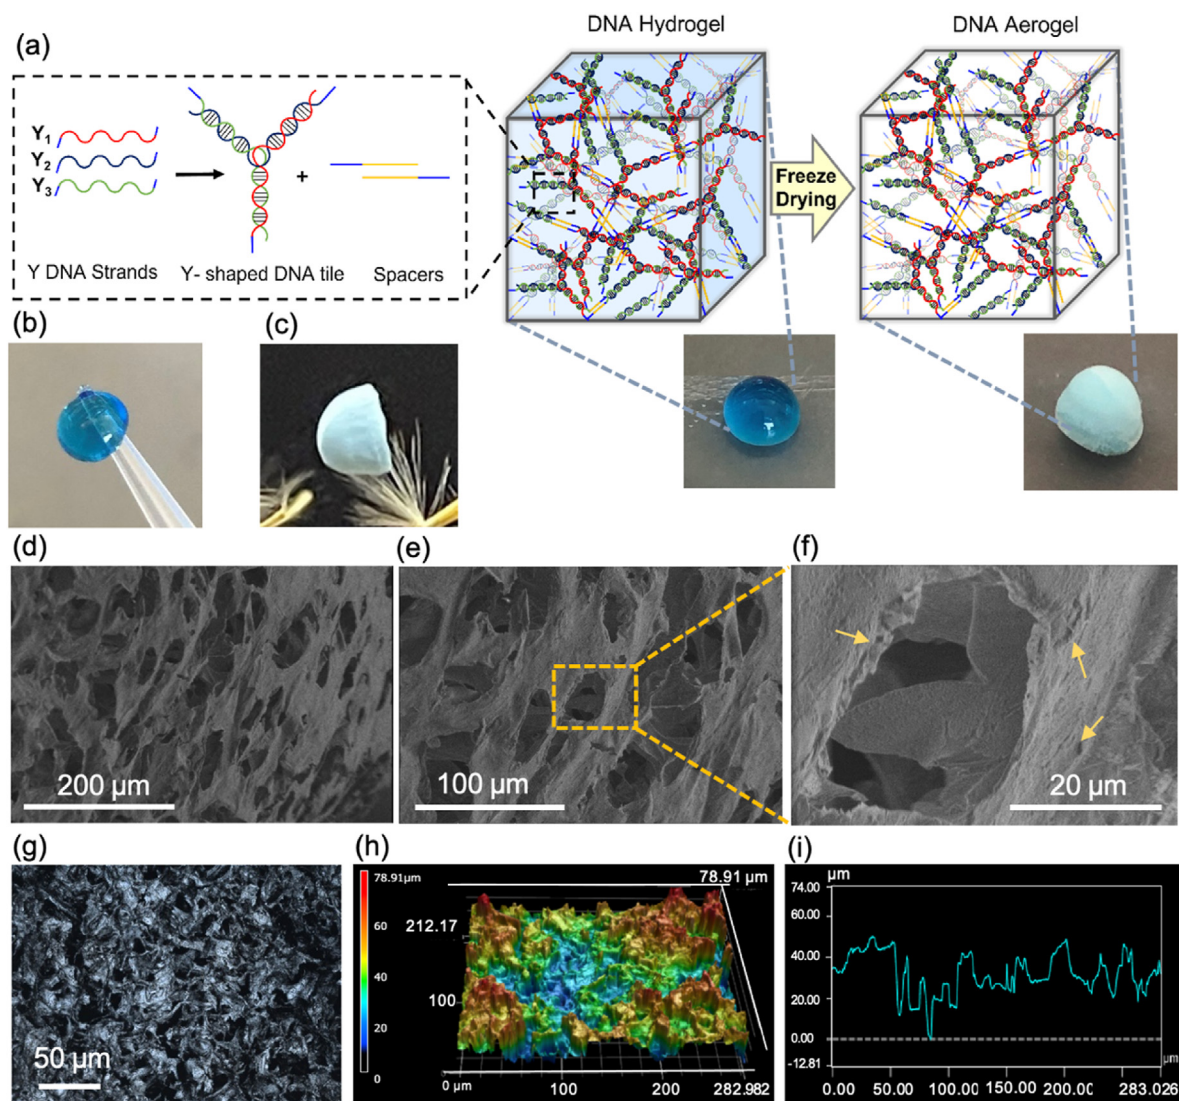 DNA Hydrogel
DNA Aerogel
(a)
Y1
Y2
Y3
+
Freeze
Drying
Y DNA Strands
Y- shaped DNA tile
Spacers
(b)
(c)
(d)
(e)
(f)
200 µm
100 µm
20 µm
(g)
(h)
(i)
50 µm
78.91µm
60
40
20
0
78.91 µm
212.17
100
0 µm
100
200
282.982
µm
74.00
60.00
40.00
20.00
0.00
-12.81
µm
0.00
50.00
100.00
150.00
200.00
283.026